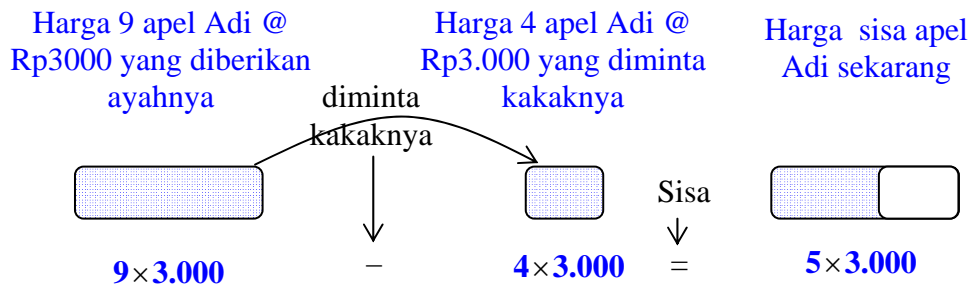 Harga 9 apel Adi @
Rp3000 yang diberikan
ayahnya
Harga 4 apel Adi @
Rp3.000 yang diminta
kakaknya
Harga sisa apel
Adi sekarang
diminta
kakaknya
Sisa
9×3.000 − 4×3.000 = 5×3.000